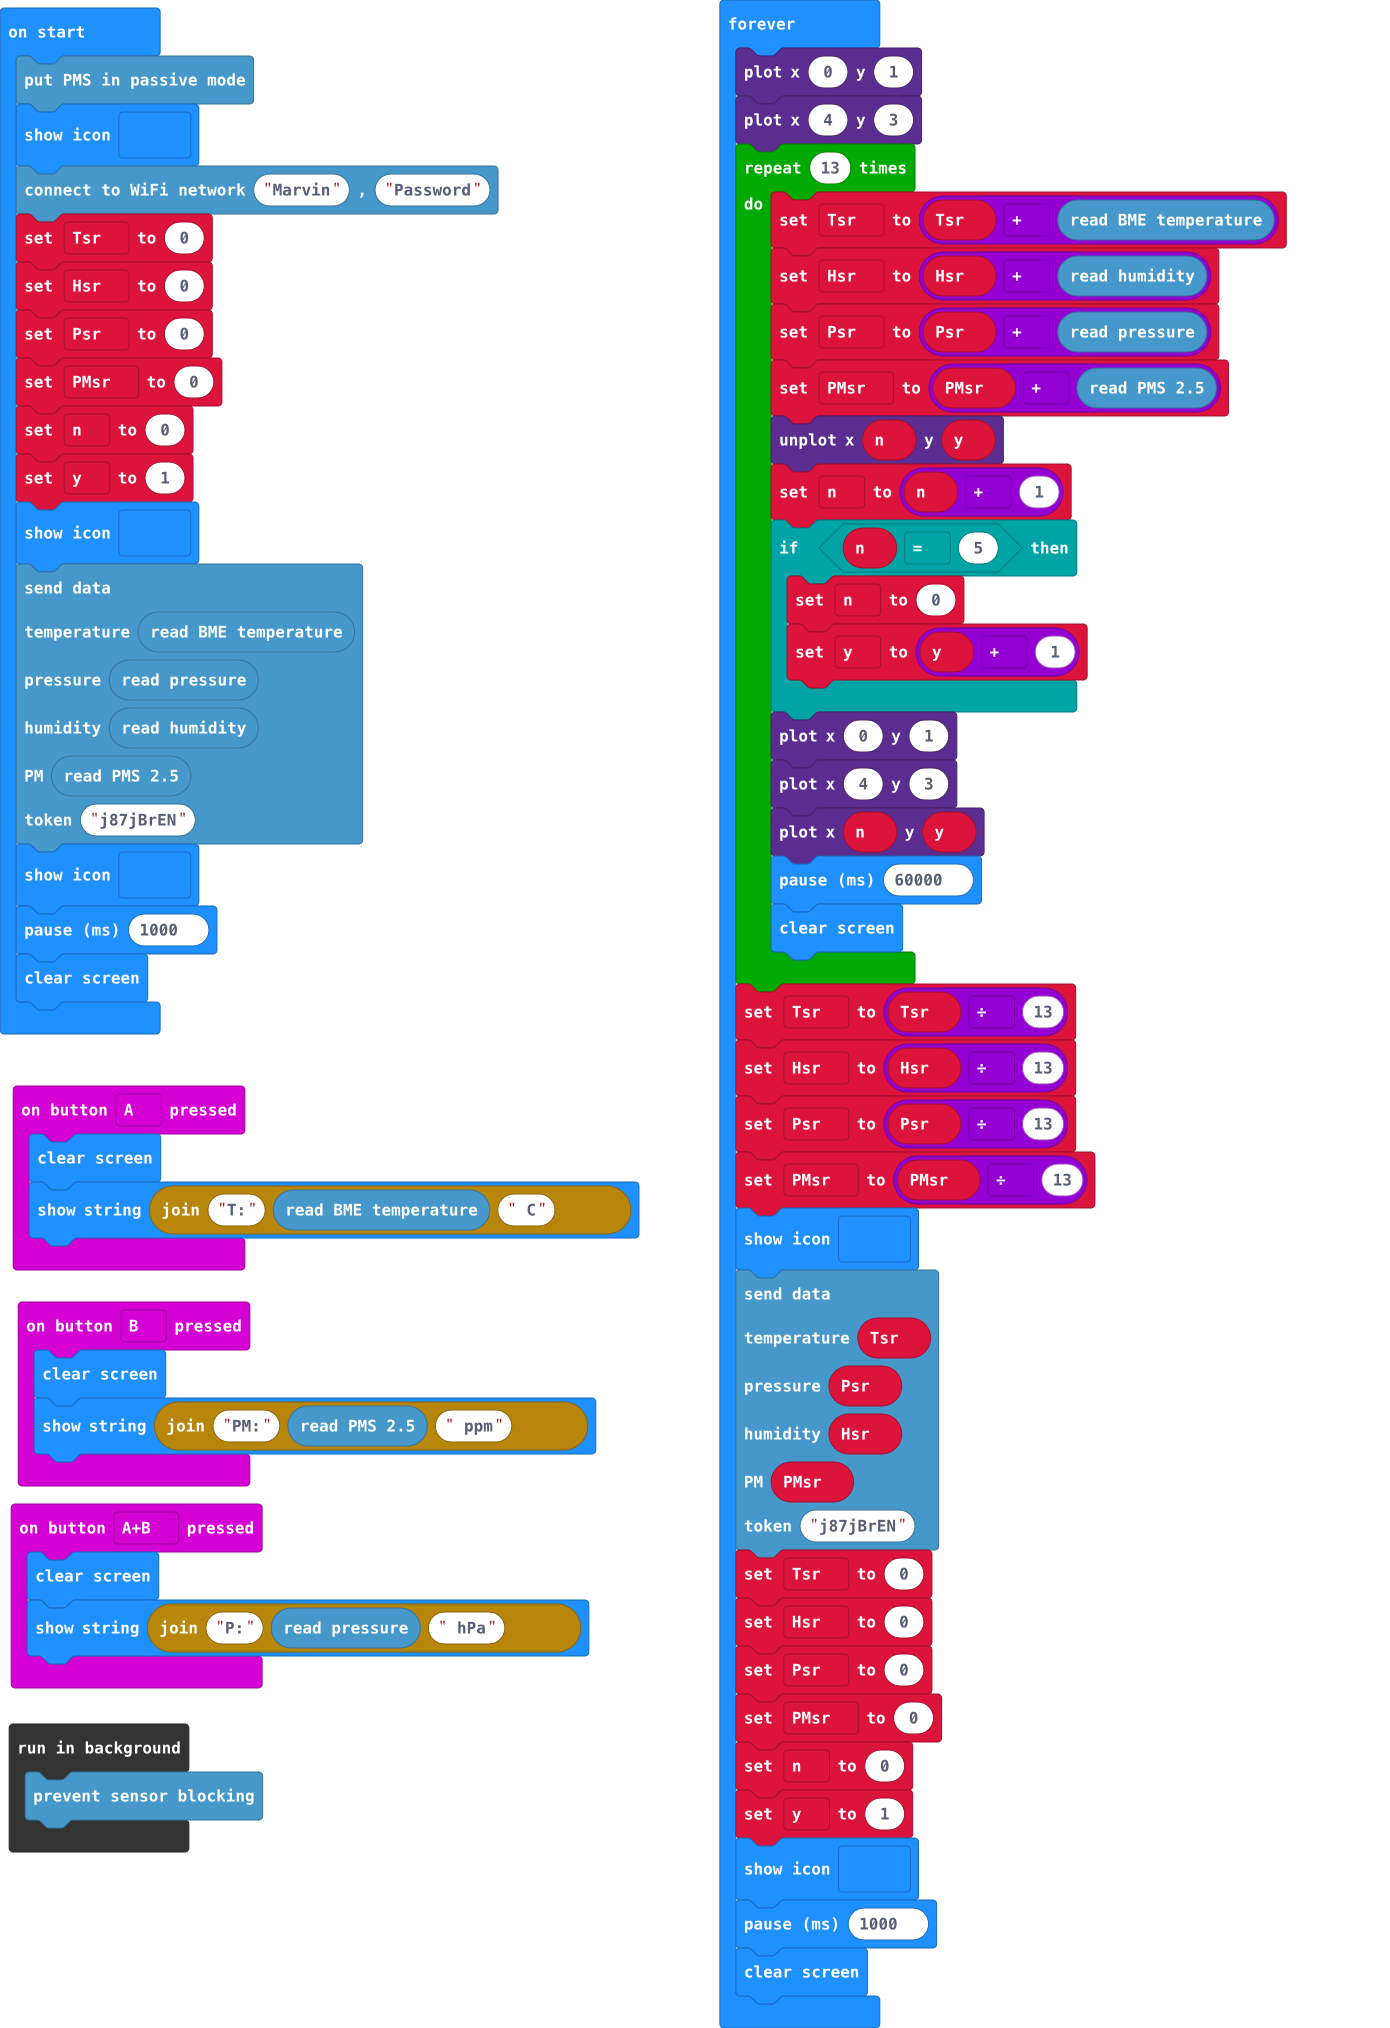 on start
put PMS in passive mode
show icon
connect to WiFi network "Marvin" , "Password"
set Tsr to 0
set Hsr to 0
set Psr to 0
set PMsr to 0
set n to 0
set y to 1
show icon
send data
temperature read BME temperature
pressure read pressure
humidity read humidity
PM read PMS 2.5
token "j87jBrEN"
show icon
pause (ms) 1000
clear screen
on button A pressed
clear screen
show string join "T:" read BME temperature " C"
on button B pressed
clear screen
show string join "PM:" read PMS 2.5 " ppm"
on button A+B pressed
clear screen
show string join "P:" read pressure " hPa"
run in background
prevent sensor blocking
forever
plot x 0 y 1
plot x 4 y 3
repeat 13 times
do
set Tsr to Tsr + read BME temperature
set Hsr to Hsr + read humidity
set Psr to Psr + read pressure
set PMsr to PMsr + read PMS 2.5
unplot x n y y
set n to n + 1
if n = 5 then
set n to 0
set y to y + 1
plot x 0 y 1
plot x 4 y 3
plot x n y y
pause (ms) 60000
clear screen
set Tsr to Tsr ÷ 13
set Hsr to Hsr ÷ 13
set Psr to Psr ÷ 13
set PMsr to PMsr ÷ 13
show icon
send data
temperature Tsr
pressure Psr
humidity Hsr
PM PMsr
token "j87jBrEN"
set Tsr to 0
set Hsr to 0
set Psr to 0
set PMsr to 0
set n to 0
set y to 1
show icon
pause (ms) 1000
clear screen